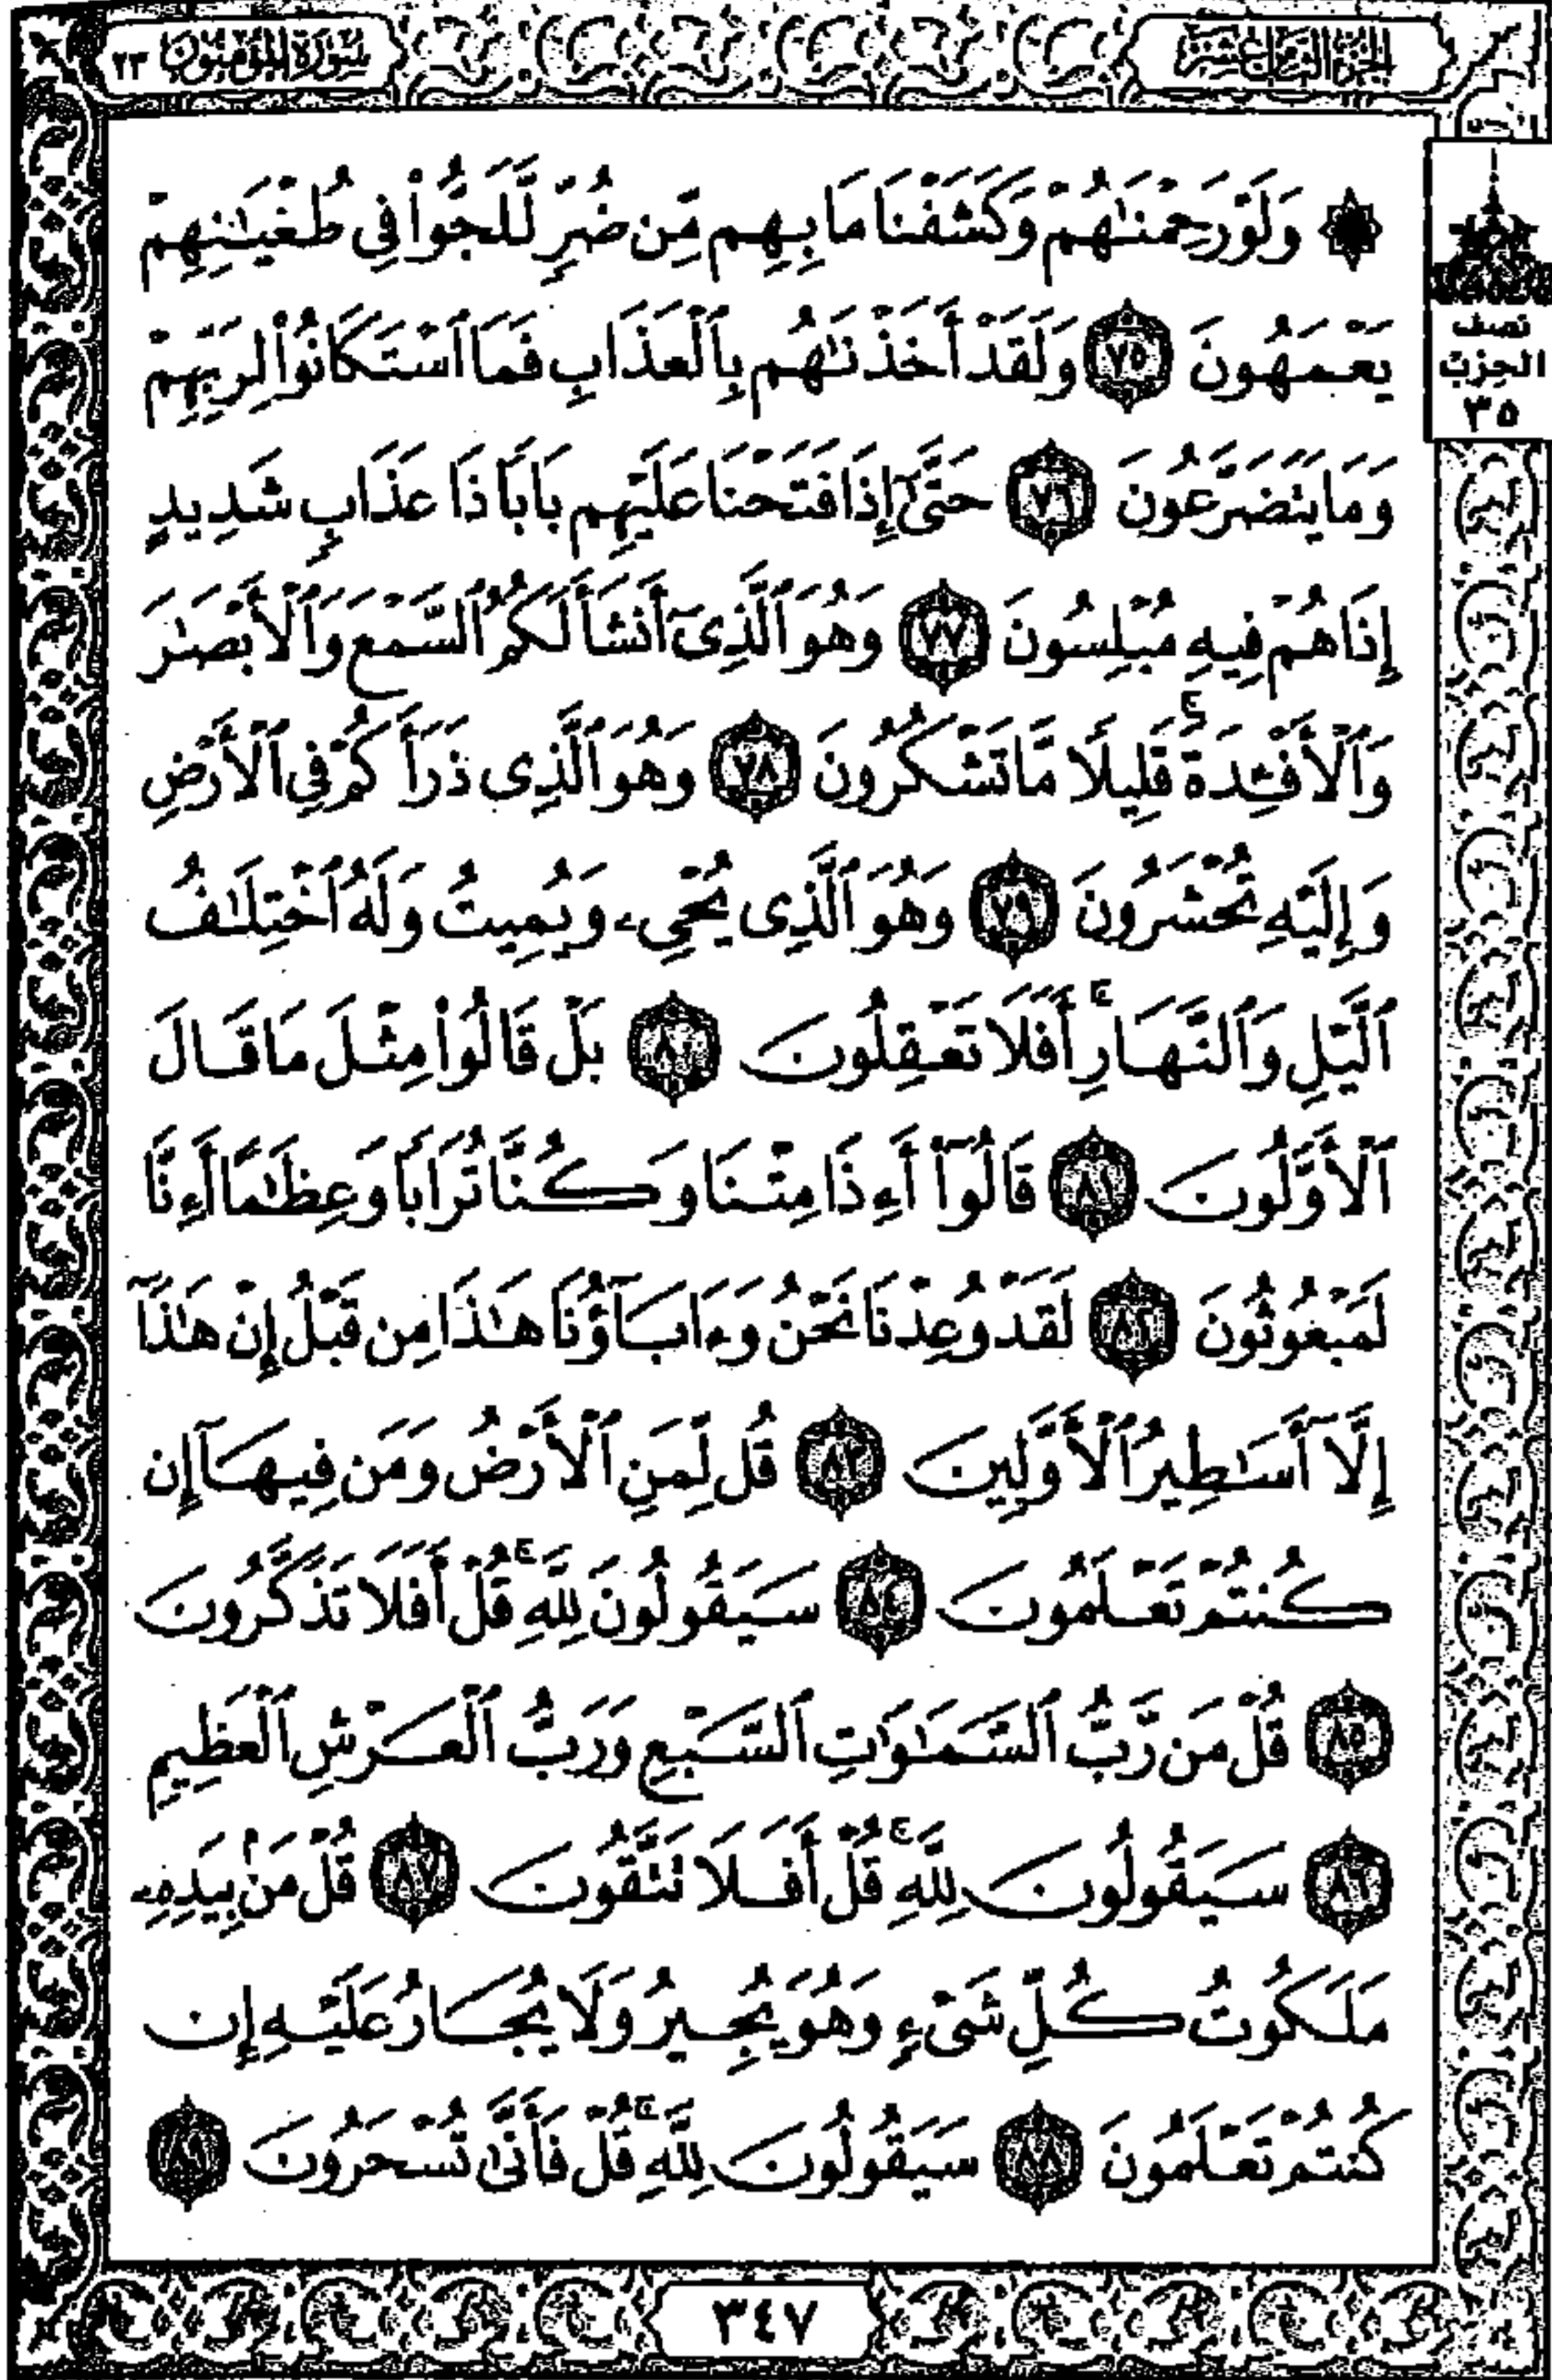 الجزء الثامن عشر
سورة المؤمنون ٢٣
۞ وَلَوۡ رَحِمۡنَٰهُمۡ وَكَشَفۡنَا مَا بِهِم مِّن ضُرّٖ لَّلَجُّواْ فِي طُغۡيَٰنِهِمۡ
يَعۡمَهُونَ ٧٥ وَلَقَدۡ أَخَذۡنَٰهُم بِٱلۡعَذَابِ فَمَا ٱسۡتَكَانُواْ لِرَبِّهِمۡ
وَمَا يَتَضَرَّعُونَ ٧٦ حَتَّىٰٓ إِذَا فَتَحۡنَا عَلَيۡهِم بَابٗا ذَا عَذَابٖ شَدِيدٍ
إِذَا هُمۡ فِيهِ مُبۡلِسُونَ ٧٧ وَهُوَ ٱلَّذِيٓ أَنشَأَ لَكُمُ ٱلسَّمۡعَ وَٱلۡأَبۡصَٰرَ
وَٱلۡأَفۡـِٔدَةَۚ قَلِيلٗا مَّا تَشۡكُرُونَ ٧٨ وَهُوَ ٱلَّذِي ذَرَأَكُمۡ فِي ٱلۡأَرۡضِ
وَإِلَيۡهِ تُحۡشَرُونَ ٧٩ وَهُوَ ٱلَّذِي يُحۡيِۦ وَيُمِيتُ وَلَهُ ٱخۡتِلَٰفُ
ٱلَّيۡلِ وَٱلنَّهَارِۚ أَفَلَا تَعۡقِلُونَ ٨٠ بَلۡ قَالُواْ مِثۡلَ مَا قَالَ
ٱلۡأَوَّلُونَ ٨١ قَالُوٓاْ أَءِذَا مِتۡنَا وَكُنَّا تُرَابٗا وَعِظَٰمًا أَءِنَّا
لَمَبۡعُوثُونَ ٨٢ لَقَدۡ وُعِدۡنَا نَحۡنُ وَءَابَآؤُنَا هَٰذَا مِن قَبۡلُ إِنۡ هَٰذَآ
إِلَّآ أَسَٰطِيرُ ٱلۡأَوَّلِينَ ٨٣ قُل لِّمَنِ ٱلۡأَرۡضُ وَمَن فِيهَآ إِن
كُنتُمۡ تَعۡلَمُونَ ٨٤ سَيَقُولُونَ لِلَّهِۚ قُلۡ أَفَلَا تَذَكَّرُونَ
٨٥ قُلۡ مَن رَّبُّ ٱلسَّمَٰوَٰتِ ٱلسَّبۡعِ وَرَبُّ ٱلۡعَرۡشِ ٱلۡعَظِيمِ
٨٦ سَيَقُولُونَ لِلَّهِۚ قُلۡ أَفَلَا تَتَّقُونَ ٨٧ قُلۡ مَنۢ بِيَدِهِۦ
مَلَكُوتُ كُلِّ شَيۡءٖ وَهُوَ يُجِيرُ وَلَا يُجَارُ عَلَيۡهِ إِن
كُنتُمۡ تَعۡلَمُونَ ٨٨ سَيَقُولُونَ لِلَّهِۚ قُلۡ فَأَنَّىٰ تُسۡحَرُونَ ٨٩
نصف
الحزب
٣٥
٣٤٧